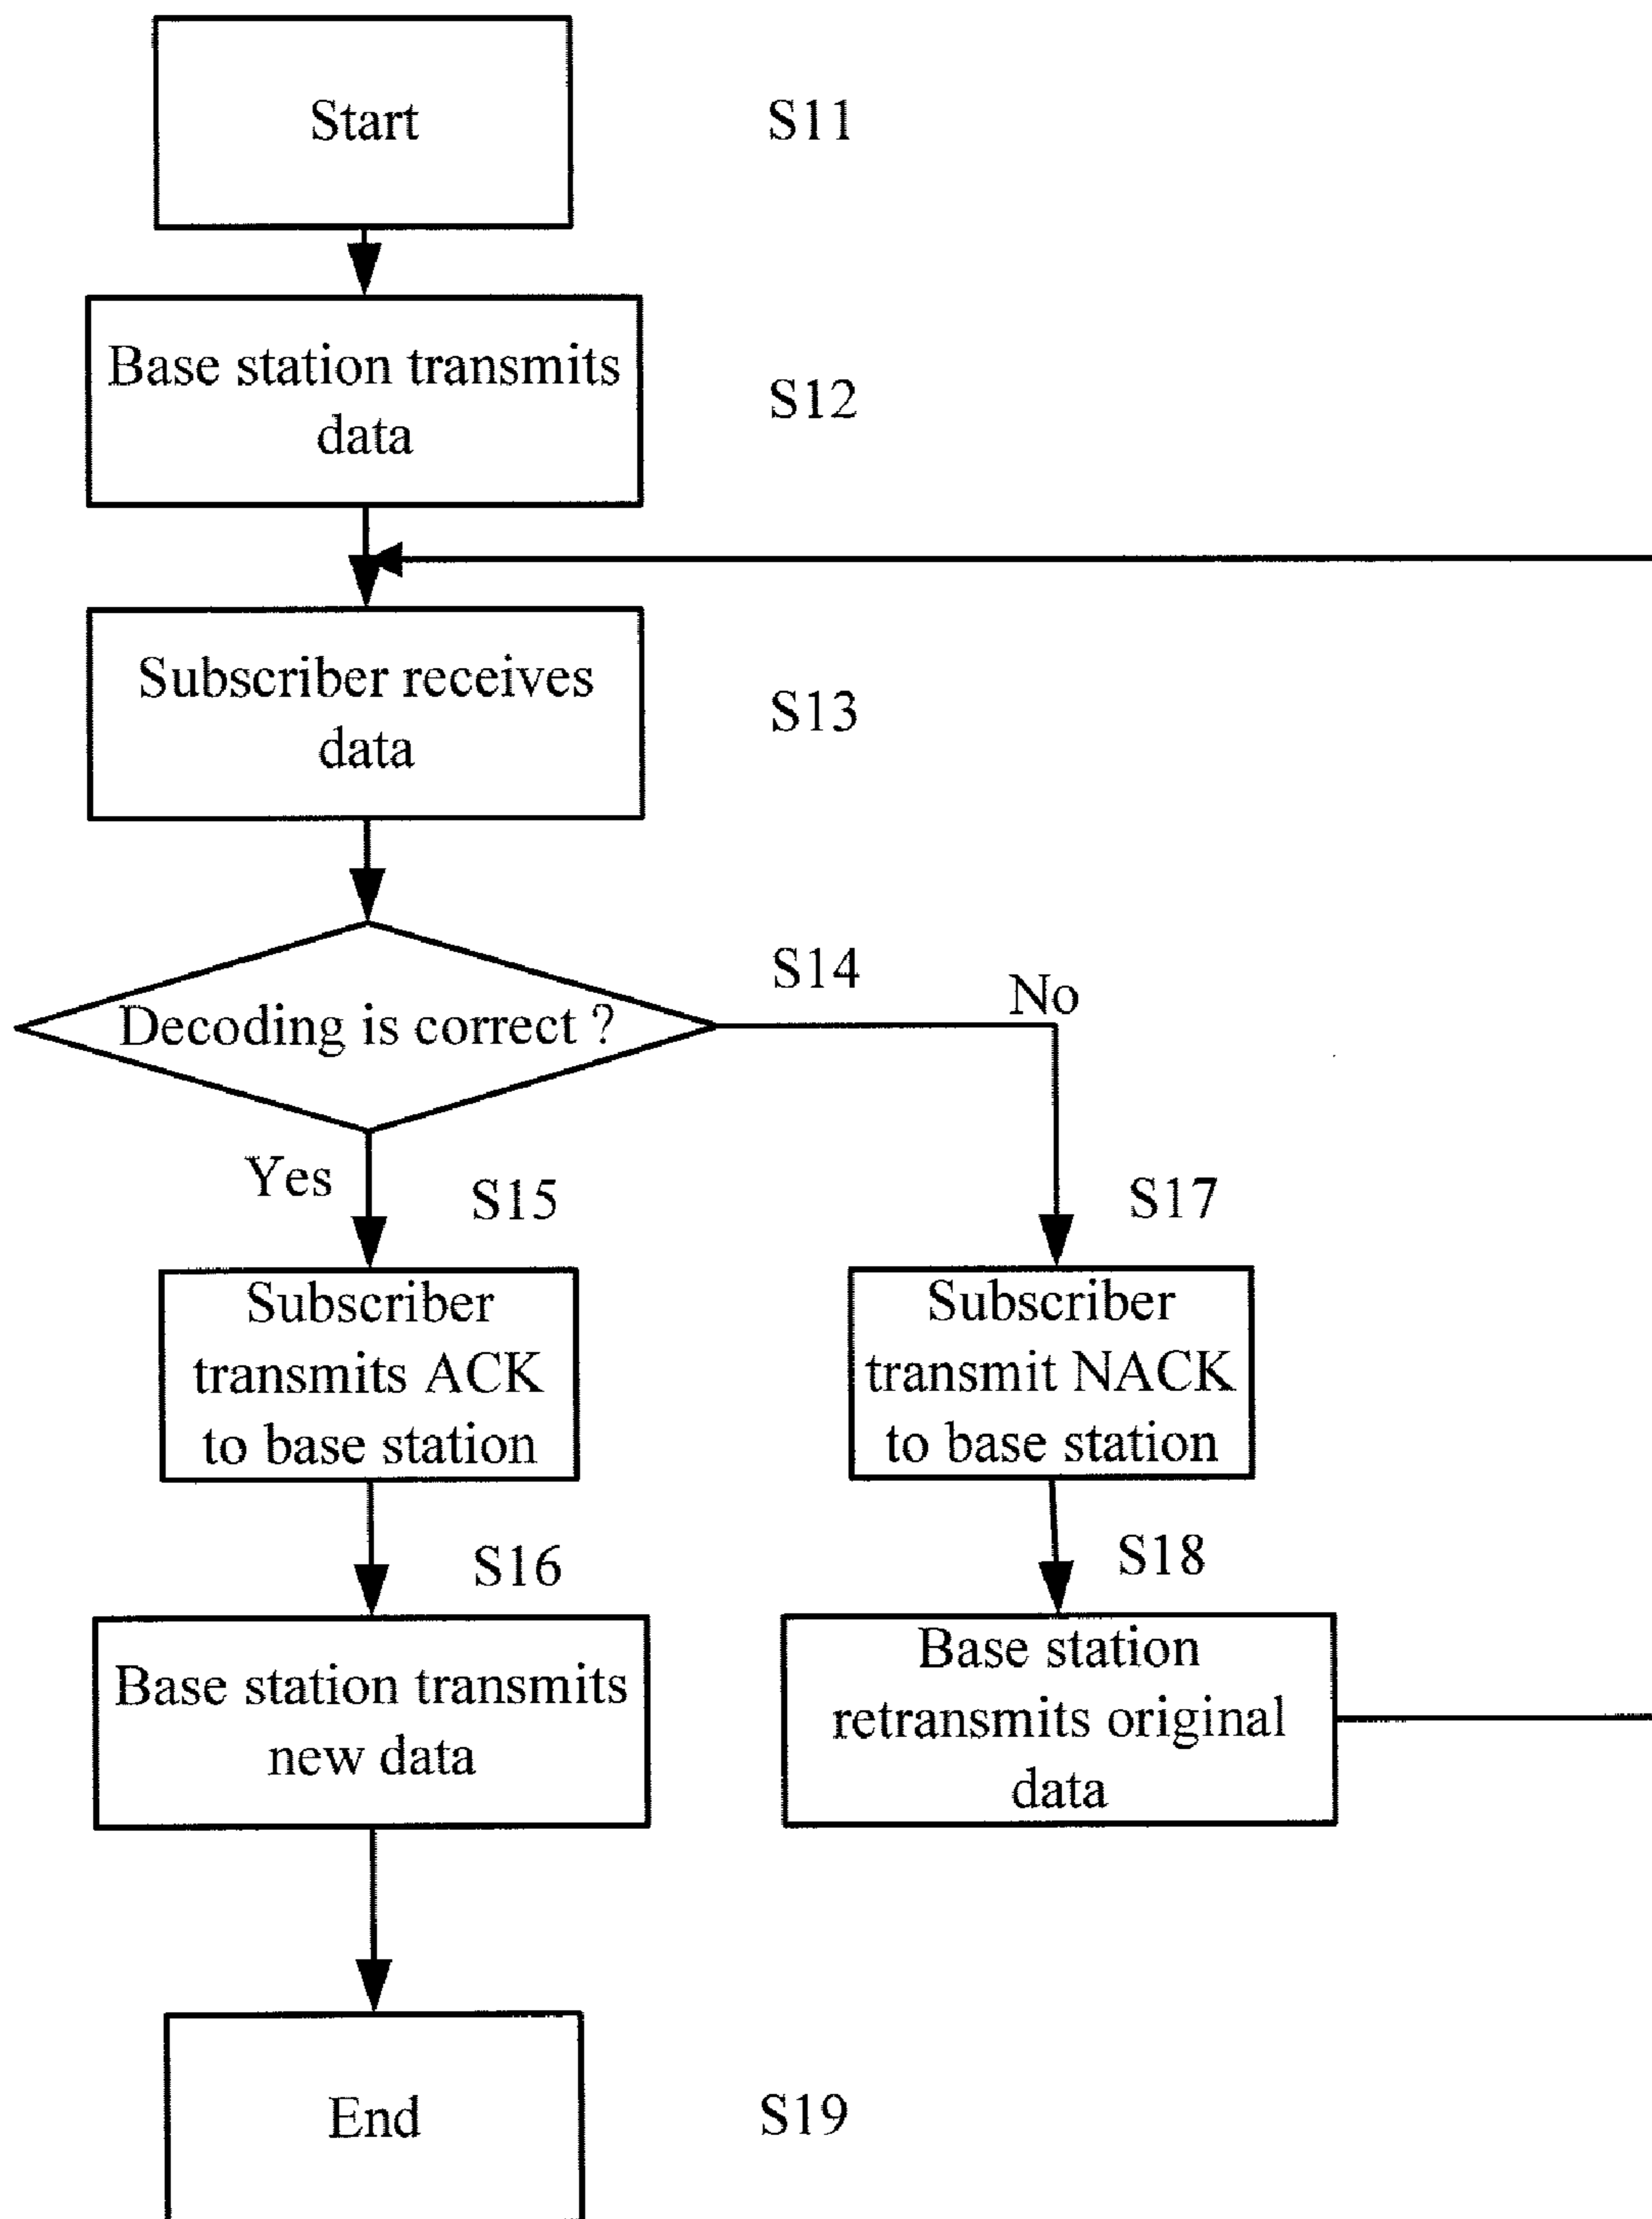 Start
S11
Base station transmits
data
S12
Subscriber receives
data
S13
Decoding is correct ?
S14
No
Yes
S15
S17
Subscriber
transmits ACK
to base station
Subscriber
transmit NACK
to base station
S16
S18
Base station transmits
new data
Base station
retransmits original
data
End
S19